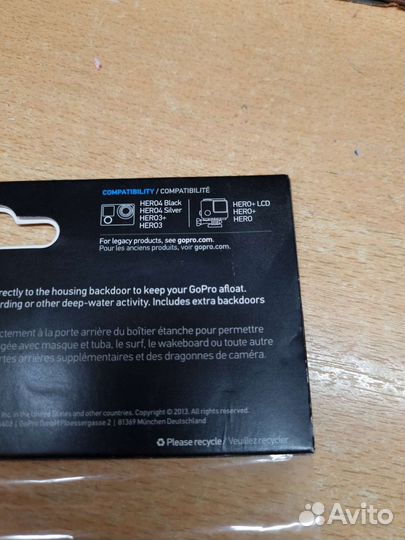 COMPATIBILITY / COMPATIBILITÉ
HERO4 Black
HERO4 Silver
HERO3+
HERO3
HERO+ LCD
HERO+
HERO
For legacy products, see gopro.com.
Pour les anciens produits, voir gopro.com.
rectly to the housing backdoor to keep your GoPro afloat.
rding or other deep-water activity. Includes extra backdoors
ctement à la porte arrière du boîtier étanche pour permettre
gée avec masque et tuba, le surf, le wakeboard ou toute autre
rtes arrières supplémentaires et des dragonnes de caméra.
Inc. in the United States and other countries. Copyright © 2013. All rights reserved.
4403 | GoPro GmbH Floessergasse 2 | 81369 München Deutschland
Please recycle / Veuillez recycler
Avito